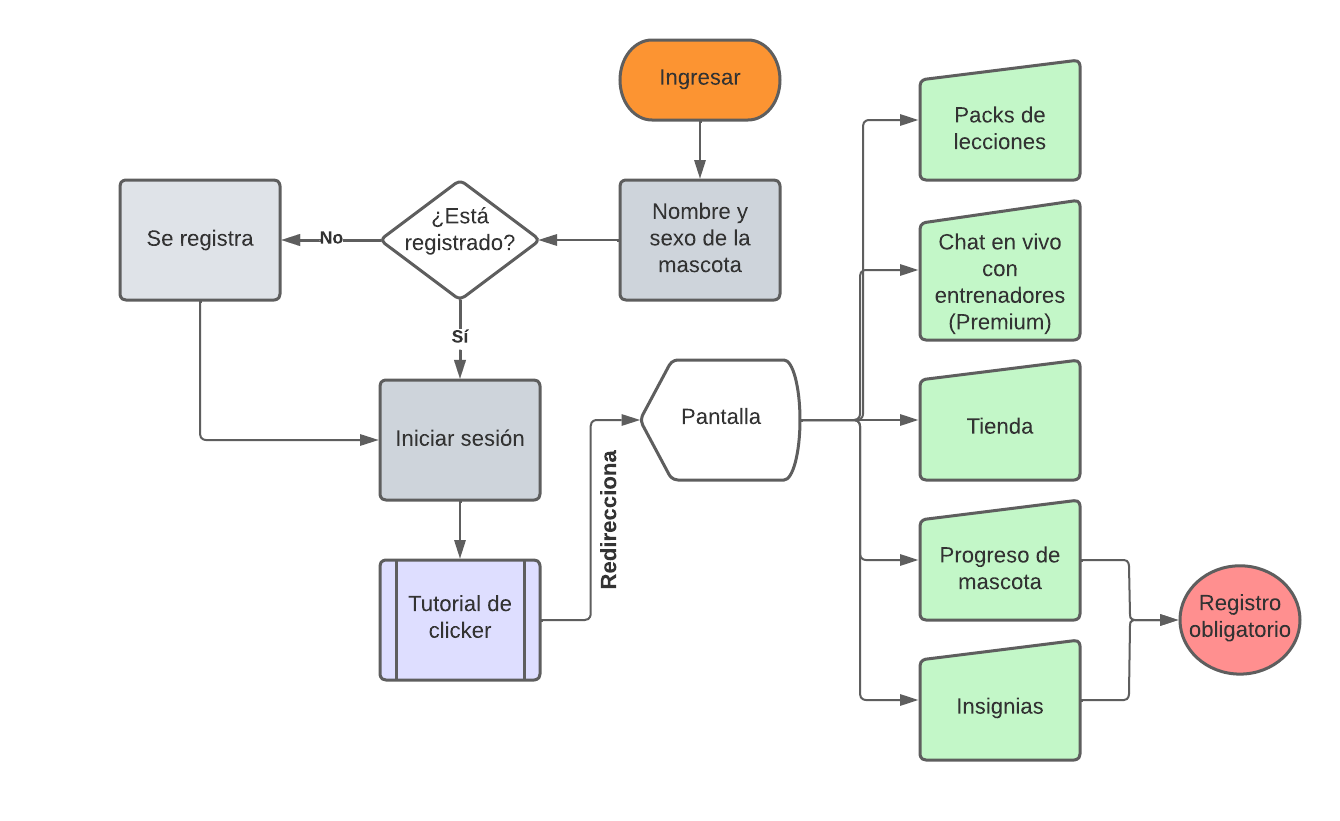 Ingresar
Nombre y
sexo de la
mascota
¿Está
registrado?
No
Se registra
Sí
Iniciar sesión
Tutorial de
clicker
Redirecciona
Pantalla
Packs de
lecciones
Chat en vivo
con
entrenadores
(Premium)
Tienda
Progreso de
mascota
Insignias
Registro
obligatorio